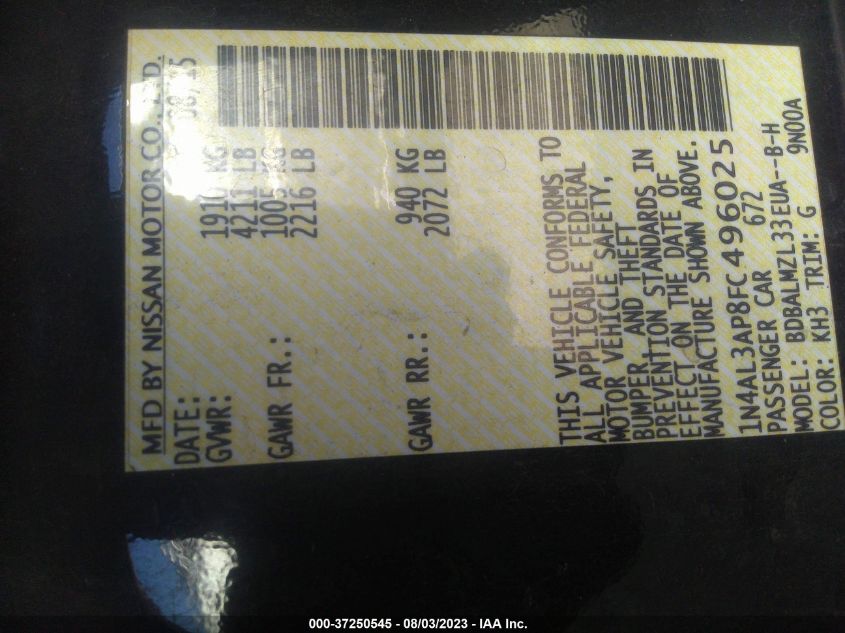 MFD BY NISSAN MOTOR CO., LTD.
DATE: 08/15
GVWR: 1910 KG
4211 LB
GAWR FR.: 1005 KG
2216 LB
GAWR RR.: 940 KG
2072 LB
THIS VEHICLE CONFORMS TO
ALL APPLICABLE FEDERAL
MOTOR VEHICLE SAFETY,
BUMPER, AND THEFT
PREVENTION STANDARDS IN
EFFECT ON THE DATE OF
MANUFACTURE SHOWN ABOVE.
1N4AL3AP8FC496025
PASSENGER CAR 672
MODEL: BDBALMZL33EUA--B-H
COLOR: KH3 TRIM: G 9N00A
000-37250545 - 08/03/2023 - IAA Inc.